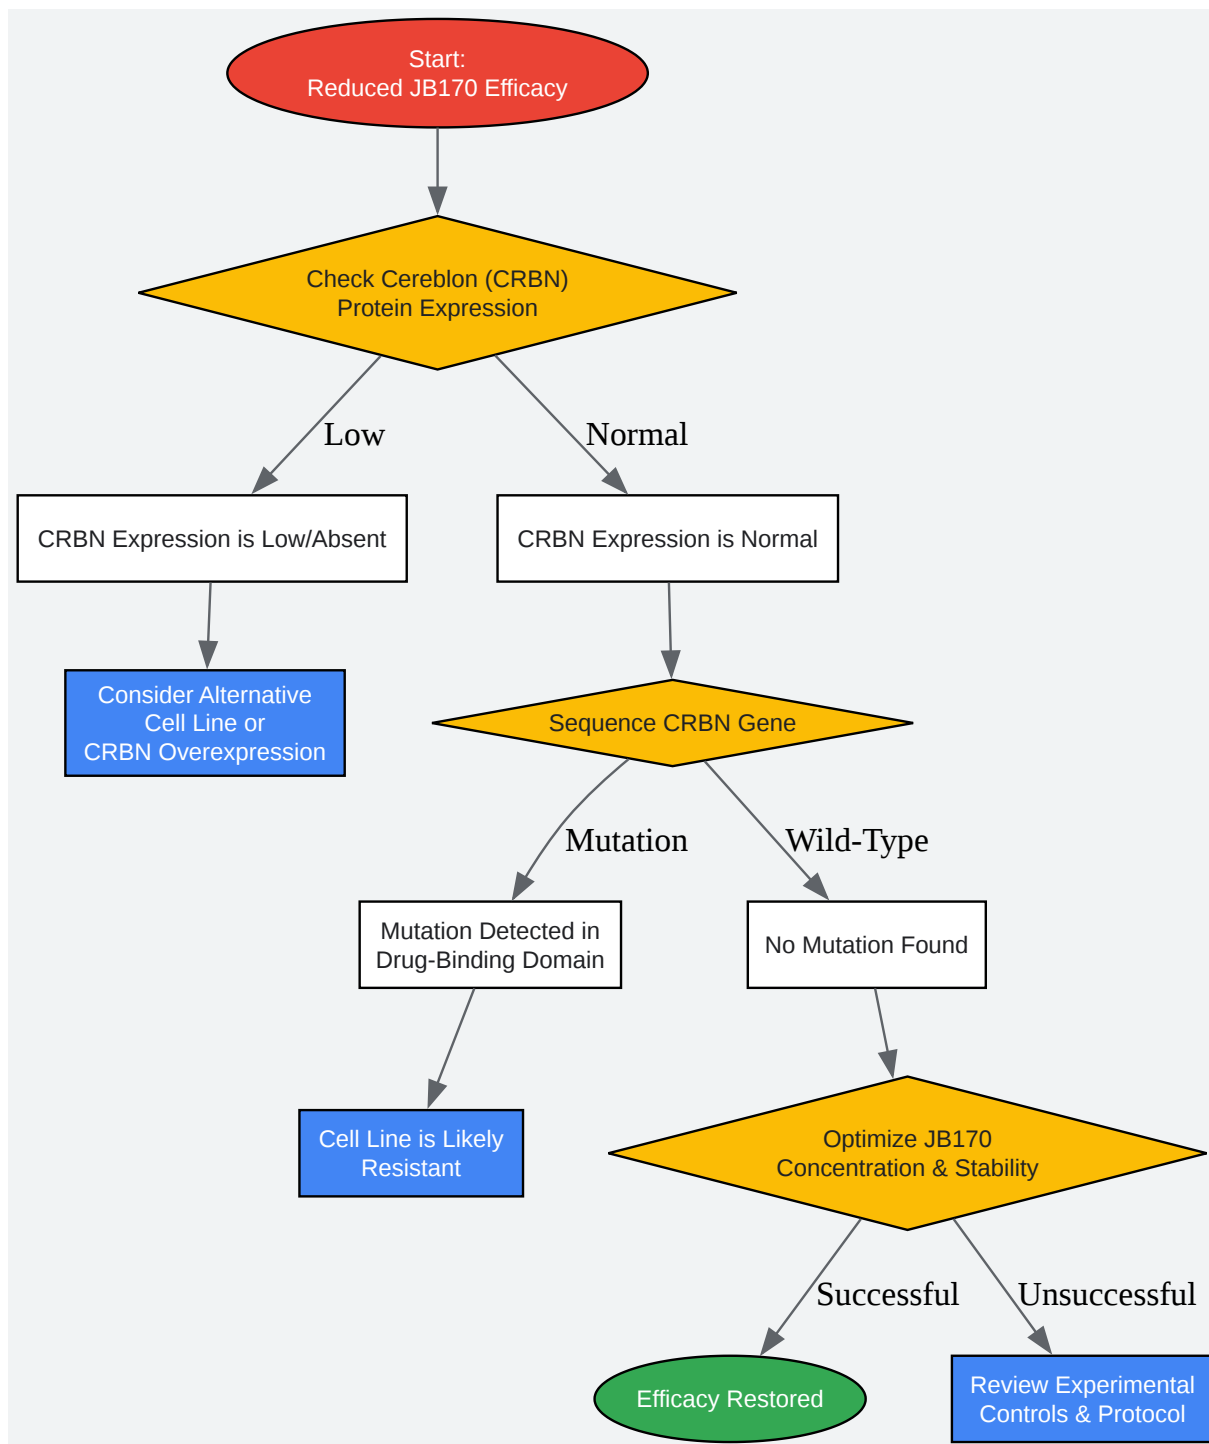 Start:
Reduced JB170 Efficacy
Check Cereblon (CRBN)
Protein Expression
Low
Normal
CRBN Expression is Low/Absent
CRBN Expression is Normal
Consider Alternative
Cell Line or
CRBN Overexpression
Sequence CRBN Gene
Mutation
Wild-Type
Mutation Detected in
Drug-Binding Domain
No Mutation Found
Cell Line is Likely
Resistant
Optimize JB170
Concentration & Stability
Successful
Unsuccessful
Efficacy Restored
Review Experimental
Controls & Protocol